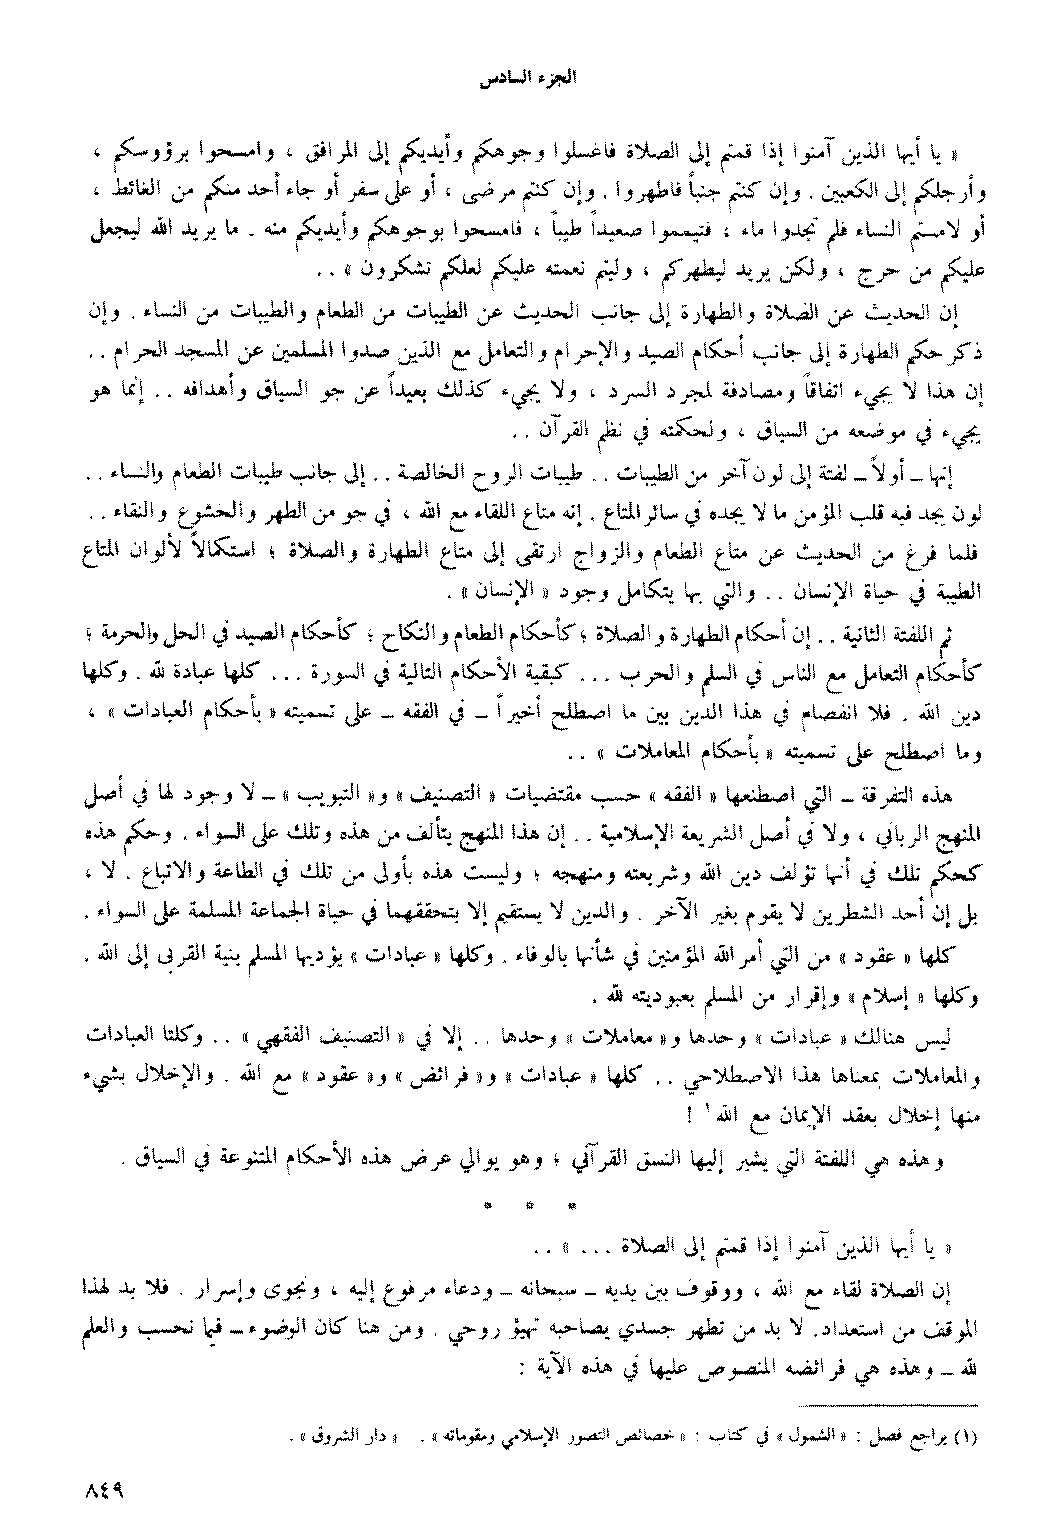 الجزء السادس
« يا أيها الذين آمنوا إذا قمتم إلى الصلاة فاغسلوا وجوهكم وأيديكم إلى المرافق ، وامسحوا برؤوسكم ،
وأرجلكم إلى الكعبين . وإن كنتم جنباً فاطهروا . وإن كنتم مرضى ، أو على سفر أو جاء أحد منكم من الغائط ،
أو لامستم النساء فلم تجدوا ماء ، فتيمموا صعيداً طيباً ، فامسحوا بوجوهكم وأيديكم منه . ما يريد الله ليجعل
عليكم من حرج ، ولكن يريد ليطهركم ، وليتم نعمته عليكم لعلكم تشكرون » ..
إن الحديث عن الصلاة والطهارة إلى جانب الحديث عن الطيبات من الطعام والطيبات من النساء . وإن
ذكر حكم الطهارة إلى جانب أحكام الصيد والإحرام والتعامل مع الذين صدوا المسلمين عن المسجد الحرام ..
إن هذا لا يجيء اتفاقاً ومصادفة لمجرد السرد ، ولا يجيء كذلك بعيداً عن جو السياق وأهدافه .. إنما هو
يجيء في موضعه من السياق ، ولحكمته في نظم القرآن ..
إنها – أولاً – لفتة إلى لون آخر من الطيبات .. طيبات الروح الخالصة .. إلى جانب طيبات الطعام والنساء ..
لون يجد فيه قلب المؤمن ما لا يجده في سائر المتاع . إنه متاع اللقاء مع الله ، في جو من الطهر والخشوع والنقاء ..
فلما فرغ من الحديث عن متاع الطعام والزواج ارتقى إلى متاع الطهارة والصلاة ؛ استكمالاً لألوان المتاع
الطيبة في حياة الإنسان .. والتي بها يتكامل وجود « الإنسان » .
ثم اللفتة الثانية .. إن أحكام الطهارة والصلاة ؛ كأحكام الطعام والنكاح ؛ كأحكام الصيد في الحل والحرمة ؛
كأحكام التعامل مع الناس في السلم والحرب ... كبقية الأحكام التالية في السورة ... كلها عبادة لله . وكلها
دين الله . فلا انفصام في هذا الدين بين ما اصطلح أخيراً – في الفقه – على تسميته « بأحكام العبادات » ،
وما اصطلح على تسميته « بأحكام المعاملات » ..
هذه التفرقة – التي اصطنعها « الفقه » حسب مقتضيات « التصنيف » و« التبويب » – لا وجود لها في أصل
المنهج الرباني ، ولا في أصل الشريعة الإسلامية .. إن هذا المنهج يتألف من هذه وتلك على السواء . وحكم هذه
كحكم تلك في أنها تؤلف دين الله وشريعته ومنهجه ؛ وليست هذه بأولى من تلك في الطاعة والاتباع . لا ،
بل إن أحد الشطرين لا يقوم بغير الآخر . والدين لا يستقيم إلا بتحققهما في حياة الجماعة المسلمة على السواء .
كلها « عقود » من التي أمر الله المؤمنين في شأنها بالوفاء . وكلها « عبادات » يؤديها المسلم بنية القربى إلى الله .
وكلها « إسلام » وإقرار من المسلم بعبوديته لله .
ليس هنالك « عبادات » وحدها و« معاملات » وحدها .. إلا في « التصنيف الفقهي » .. وكلتا العبادات
والمعاملات بمعناها هذا الاصطلاحي .. كلها « عبادات » و« فرائض » و« عقود » مع الله . والإخلال بشيء
منها إخلال بعقد الإيمان مع الله ١ !
وهذه هي اللفتة التي يشير إليها النسق القرآني ؛ وهو يوالي عرض هذه الأحكام المتنوعة في السياق .
* * *
« يا أيها الذين آمنوا إذا قمتم إلى الصلاة ... » ..
إن الصلاة لقاء مع الله ، ووقوف بين يديه – سبحانه – ودعاء مرفوع إليه ، ونجوى وإسرار . فلا بد لهذا
الموقف من استعداد. لا بد من تطهر جسدي يصاحبه تهيؤ روحي . ومن هنا كان الوضوء – فيما نحسب والعلم
لله – وهذه هي فرائضه المنصوص عليها في هذه الآية :
(١) يراجع فصل : « الشمول » في كتاب : « خصائص التصور الإسلامي ومقوماته » . « دار الشروق » .
٨٤٩